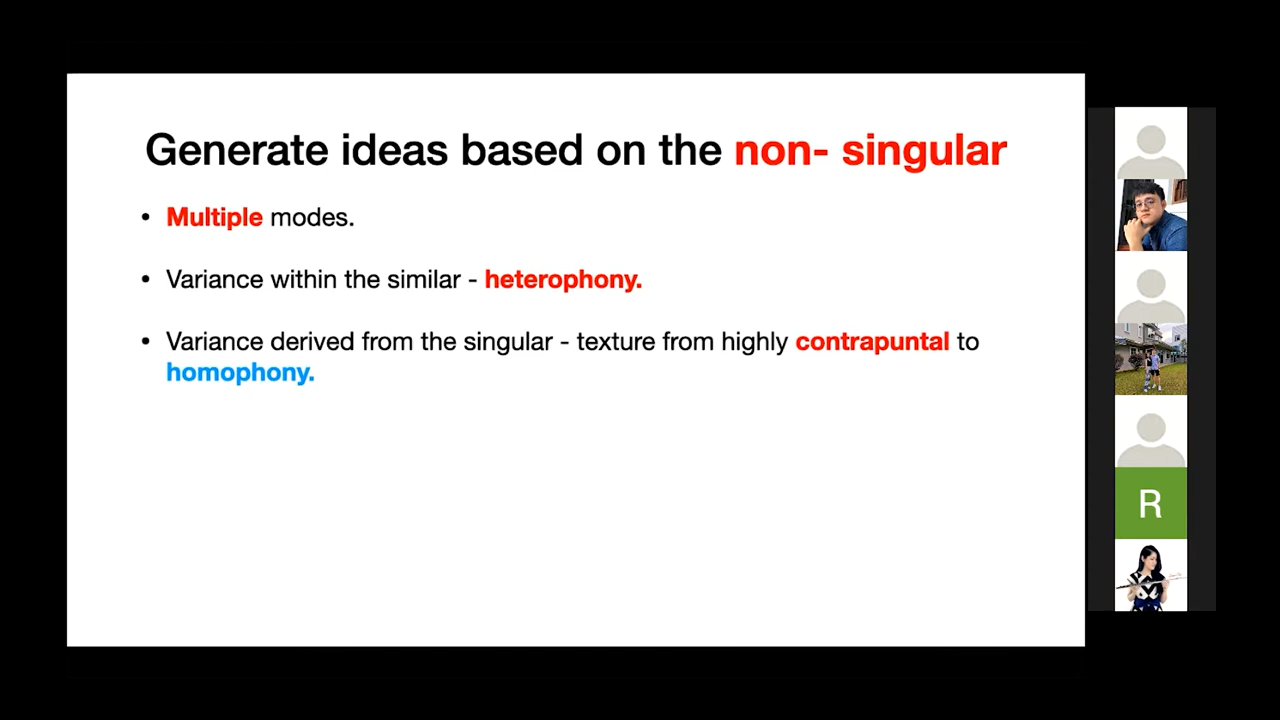 Generate ideas based on the non- singular
• Multiple modes.
• Variance within the similar - heterophony.
• Variance derived from the singular - texture from highly contrapuntal to
homophony.
R